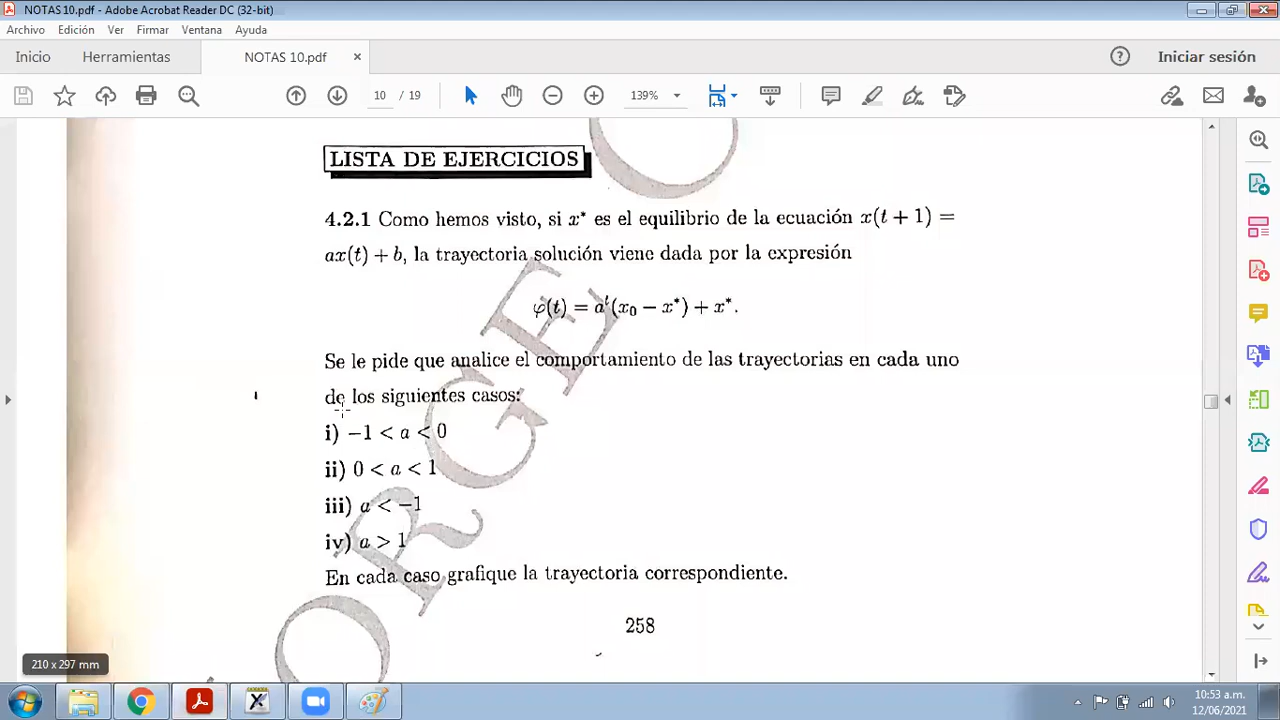 NOTAS 10.pdf - Adobe Acrobat Reader DC (32-bit)
Archivo Edición Ver Firmar Ventana Ayuda
Inicio Herramientas NOTAS 10.pdf × Iniciar sesión
10 / 19 139%
LISTA DE EJERCICIOS
4.2.1 Como hemos visto, si x* es el equilibrio de la ecuación x(t + 1) =
ax(t) + b, la trayectoria solución viene dada por la expresión
φ(t) = a^t(x₀ − x*) + x*.
Se le pide que analice el comportamiento de las trayectorias en cada uno
de los siguientes casos:
i) −1 < a < 0
ii) 0 < a < 1
iii) a < −1
iv) a > 1
En cada caso grafique la trayectoria correspondiente.
258
ORGE
O
210 x 297 mm
10:53 a.m.
12/06/2021